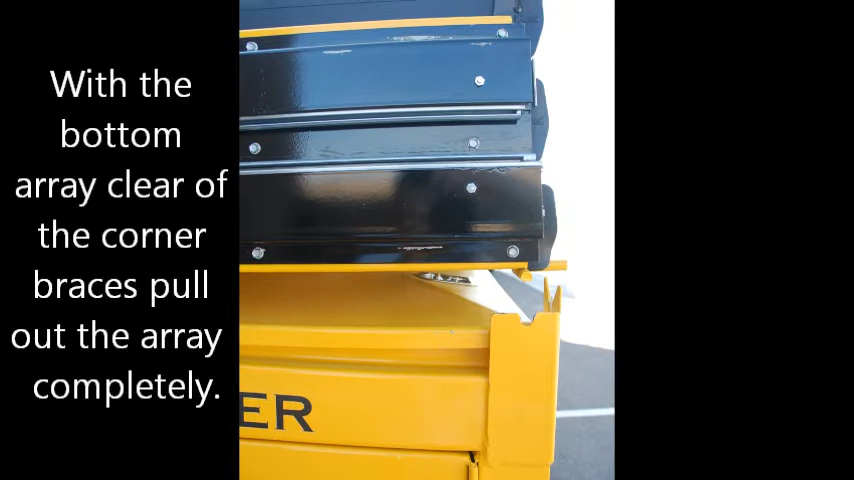 With the
bottom
array clear of
the corner
braces pull
out the array
completely.
ER